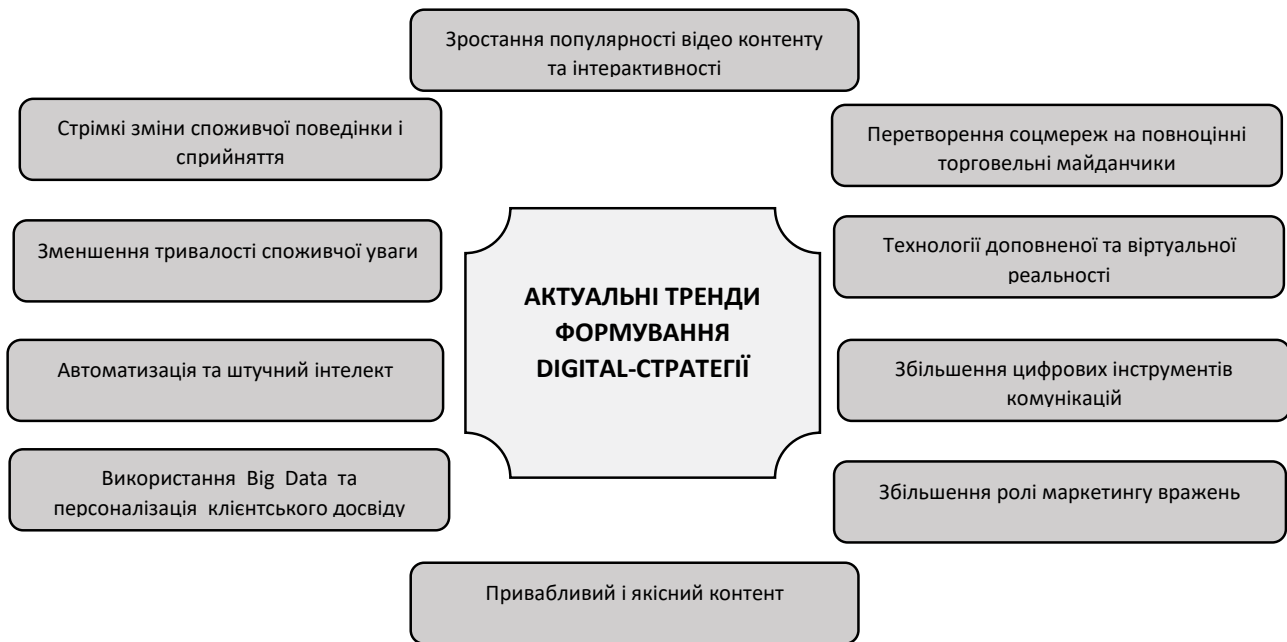 Зростання популярності відео контенту
та інтерактивності
Стрімкі зміни споживчої поведінки і
сприйняття
Перетворення соцмереж на повноцінні
торговельні майданчики
Зменшення тривалості споживчої уваги
Технології доповненої та віртуальної
реальності
АКТУАЛЬНІ ТРЕНДИ
ФОРМУВАННЯ
DIGITAL-СТРАТЕГІЇ
Автоматизація та штучний інтелект
Збільшення цифрових інструментів
комунікацій
Використання Big Data та
персоналізація клієнтського досвіду
Збільшення ролі маркетингу вражень
Привабливий і якісний контент